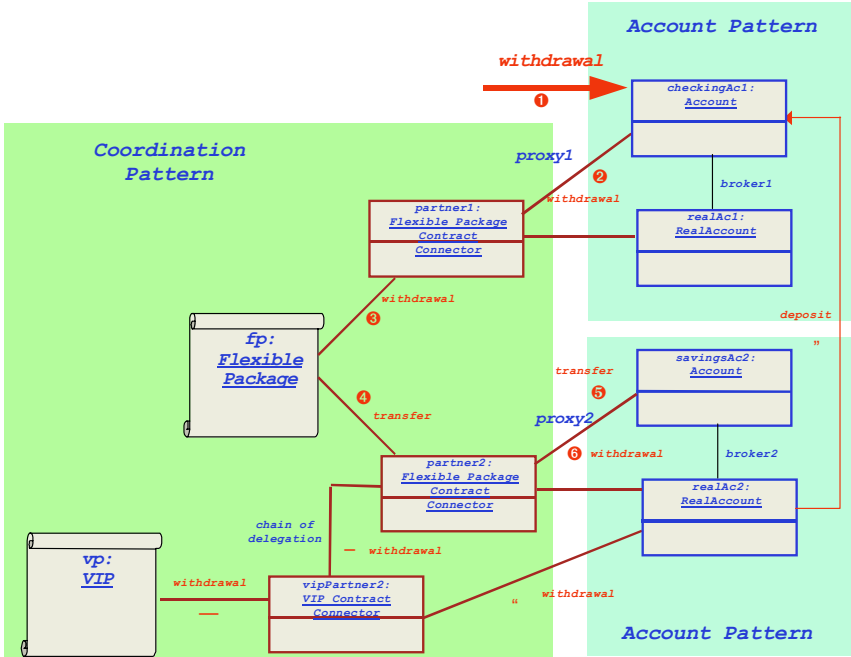 Account Pattern
withdrawal
❶
checkingAc1:
Account
Coordination
Pattern
proxy1
❷
withdrawal
broker1
partner1:
Flexible Package
Contract
Connector
realAc1:
RealAccount
withdrawal
❸
fp:
Flexible
Package
deposit
”
❹
transfer
transfer
❺
savingsAc2:
Account
proxy2
❻ withdrawal
broker2
partner2:
Flexible Package
Contract
Connector
realAc2:
RealAccount
chain of
delegation
— withdrawal
vp:
VIP
withdrawal
—
vipPartner2:
VIP Contract
Connector
“ withdrawal
Account Pattern